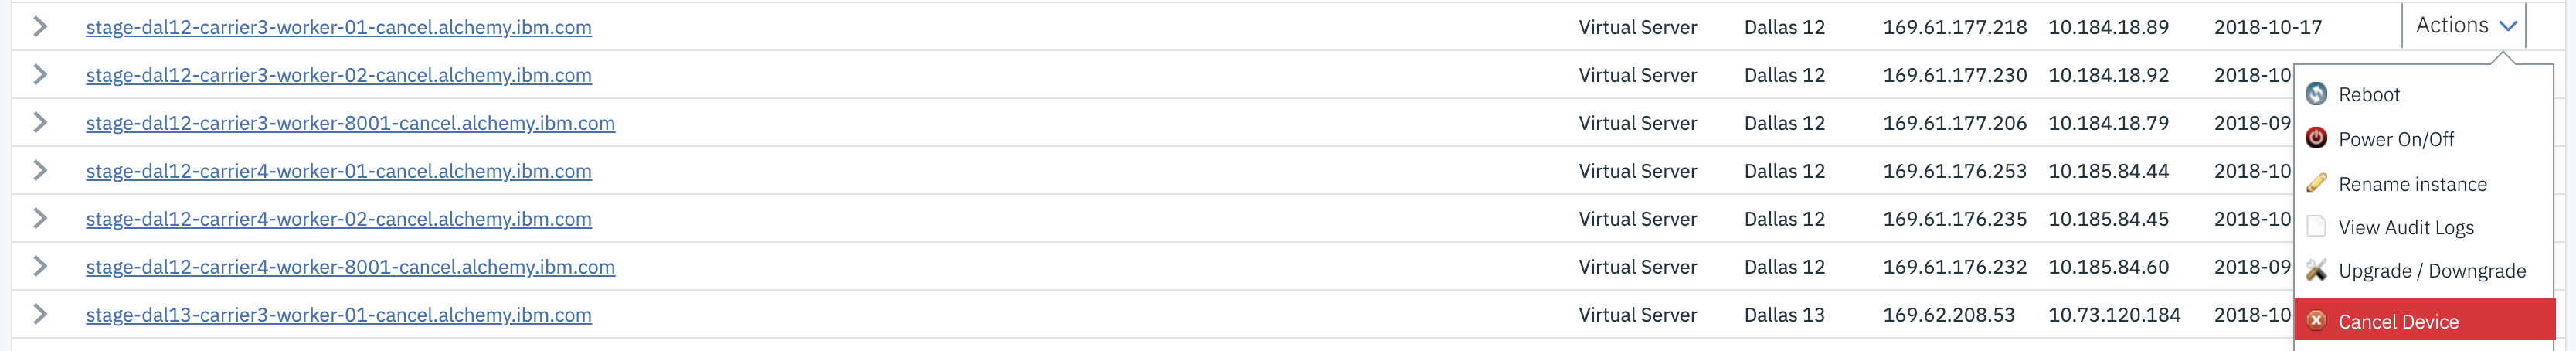 stage-dal12-carrier3-worker-01-cancel.alchemy.ibm.com Virtual Server Dallas 12 169.61.177.218 10.184.18.89 2018-10-17 Actions
stage-dal12-carrier3-worker-02-cancel.alchemy.ibm.com Virtual Server Dallas 12 169.61.177.230 10.184.18.92 2018-10
Reboot
stage-dal12-carrier3-worker-8001-cancel.alchemy.ibm.com Virtual Server Dallas 12 169.61.177.206 10.184.18.79 2018-09
Power On/Off
stage-dal12-carrier4-worker-01-cancel.alchemy.ibm.com Virtual Server Dallas 12 169.61.176.253 10.185.84.44 2018-10
Rename instance
stage-dal12-carrier4-worker-02-cancel.alchemy.ibm.com Virtual Server Dallas 12 169.61.176.235 10.185.84.45 2018-10
View Audit Logs
stage-dal12-carrier4-worker-8001-cancel.alchemy.ibm.com Virtual Server Dallas 12 169.61.176.232 10.185.84.60 2018-09
Upgrade / Downgrade
stage-dal13-carrier3-worker-01-cancel.alchemy.ibm.com Virtual Server Dallas 13 169.62.208.53 10.73.120.184 2018-10
Cancel Device